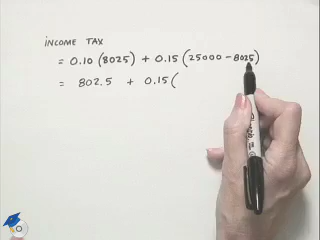 INCOME TAX
= 0.10 (8025) + 0.15 (25000 - 8025)
= 802.5 + 0.15 (